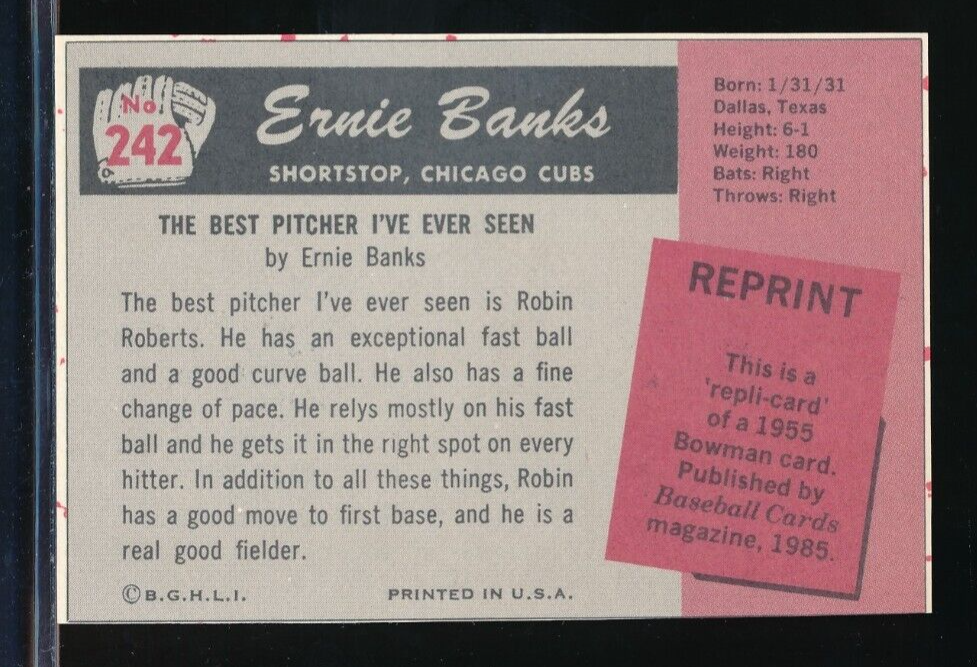 No.
242
Ernie Banks
SHORTSTOP, CHICAGO CUBS
THE BEST PITCHER I'VE EVER SEEN
by Ernie Banks
The best pitcher I've ever seen is Robin
Roberts. He has an exceptional fast ball
and a good curve ball. He also has a fine
change of pace. He relys mostly on his fast
ball and he gets it in the right spot on every
hitter. In addition to all these things, Robin
has a good move to first base, and he is a
real good fielder.
©B.G.H.L.I.
PRINTED IN U.S.A.
Born: 1/31/31
Dallas, Texas
Height: 6-1
Weight: 180
Bats: Right
Throws: Right
REPRINT
This is a
'repli-card'
of a 1955
Bowman card.
Published by
Baseball Cards
magazine, 1985.